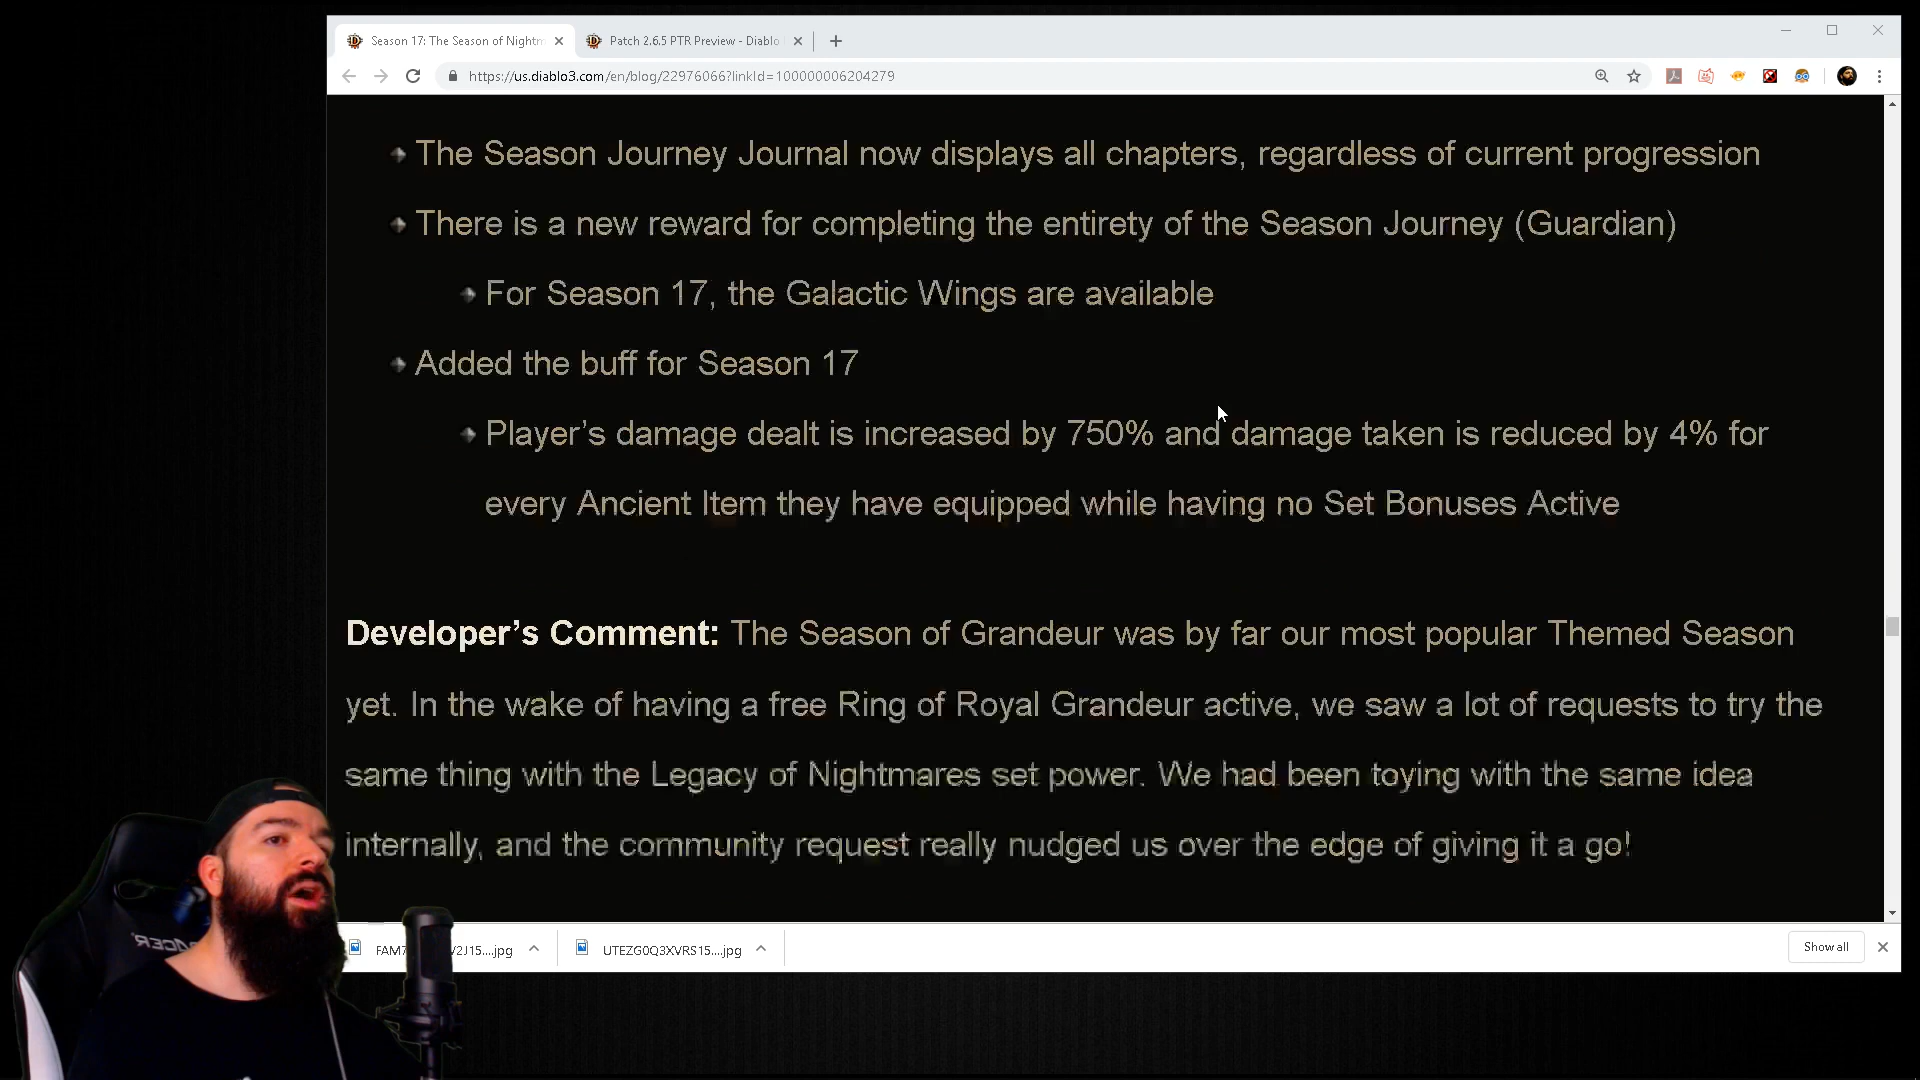 Season 17: The Season of Nightm
Patch 2.6.5 PTR Preview - Diablo
https://us.diablo3.com/en/blog/22976066?linkId=100000006204279
The Season Journey Journal now displays all chapters, regardless of current progression
There is a new reward for completing the entirety of the Season Journey (Guardian)
For Season 17, the Galactic Wings are available
Added the buff for Season 17
Player’s damage dealt is increased by 750% and damage taken is reduced by 4% for
every Ancient Item they have equipped while having no Set Bonuses Active
Developer’s Comment: The Season of Grandeur was by far our most popular Themed Season
yet. In the wake of having a free Ring of Royal Grandeur active, we saw a lot of requests to try the
same thing with the Legacy of Nightmares set power. We had been toying with the same idea
internally, and the community request really nudged us over the edge of giving it a go!
UTEZG0Q3XVRS15....jpg
Show all